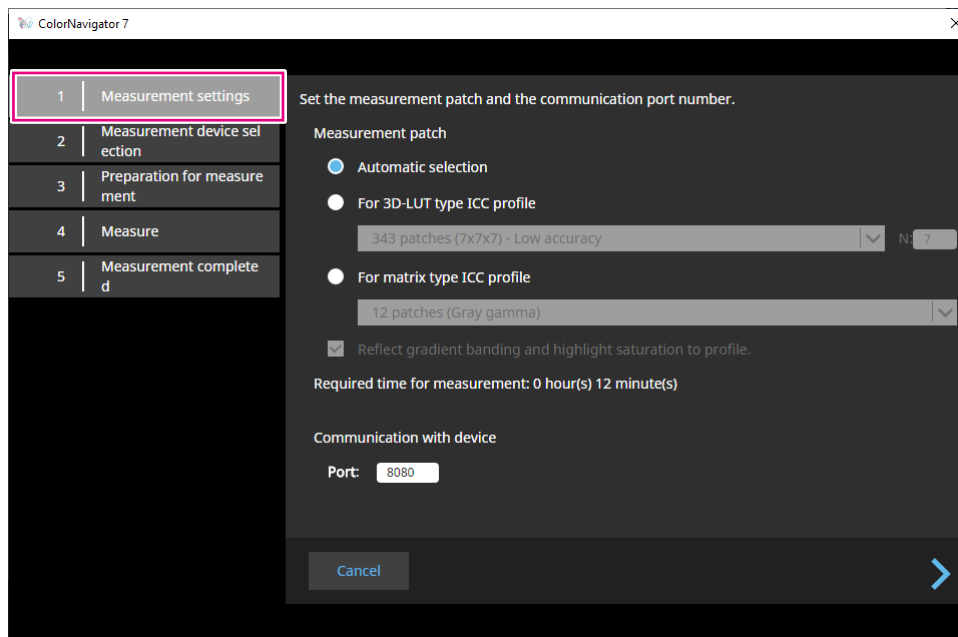 ColorNavigator 7
1 Measurement settings
2 Measurement device sel
ection
3 Preparation for measure
ment
4 Measure
5 Measurement complete
d
Set the measurement patch and the communication port number.
Measurement patch
Automatic selection
For 3D-LUT type ICC profile
343 patches (7x7x7) - Low accuracy N: 7
For matrix type ICC profile
12 patches (Gray gamma)
Reflect gradient banding and highlight saturation to profile.
Required time for measurement: 0 hour(s) 12 minute(s)
Communication with device
Port: 8080
Cancel